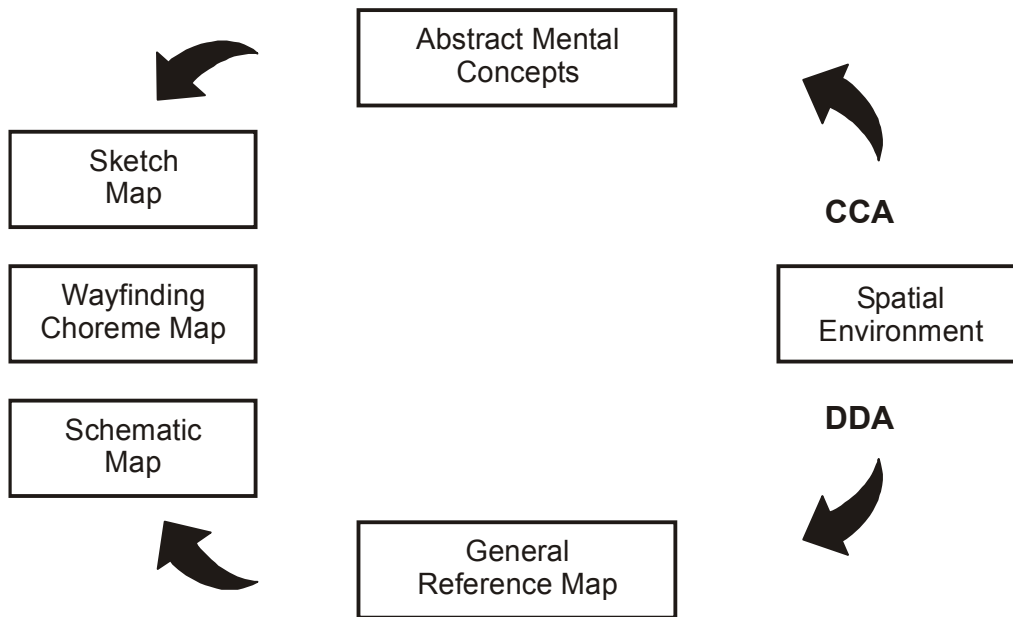 Abstract Mental
Concepts
Sketch
Map
CCA
Wayfinding
Choreme Map
Spatial
Environment
Schematic
Map
DDA
General
Reference Map